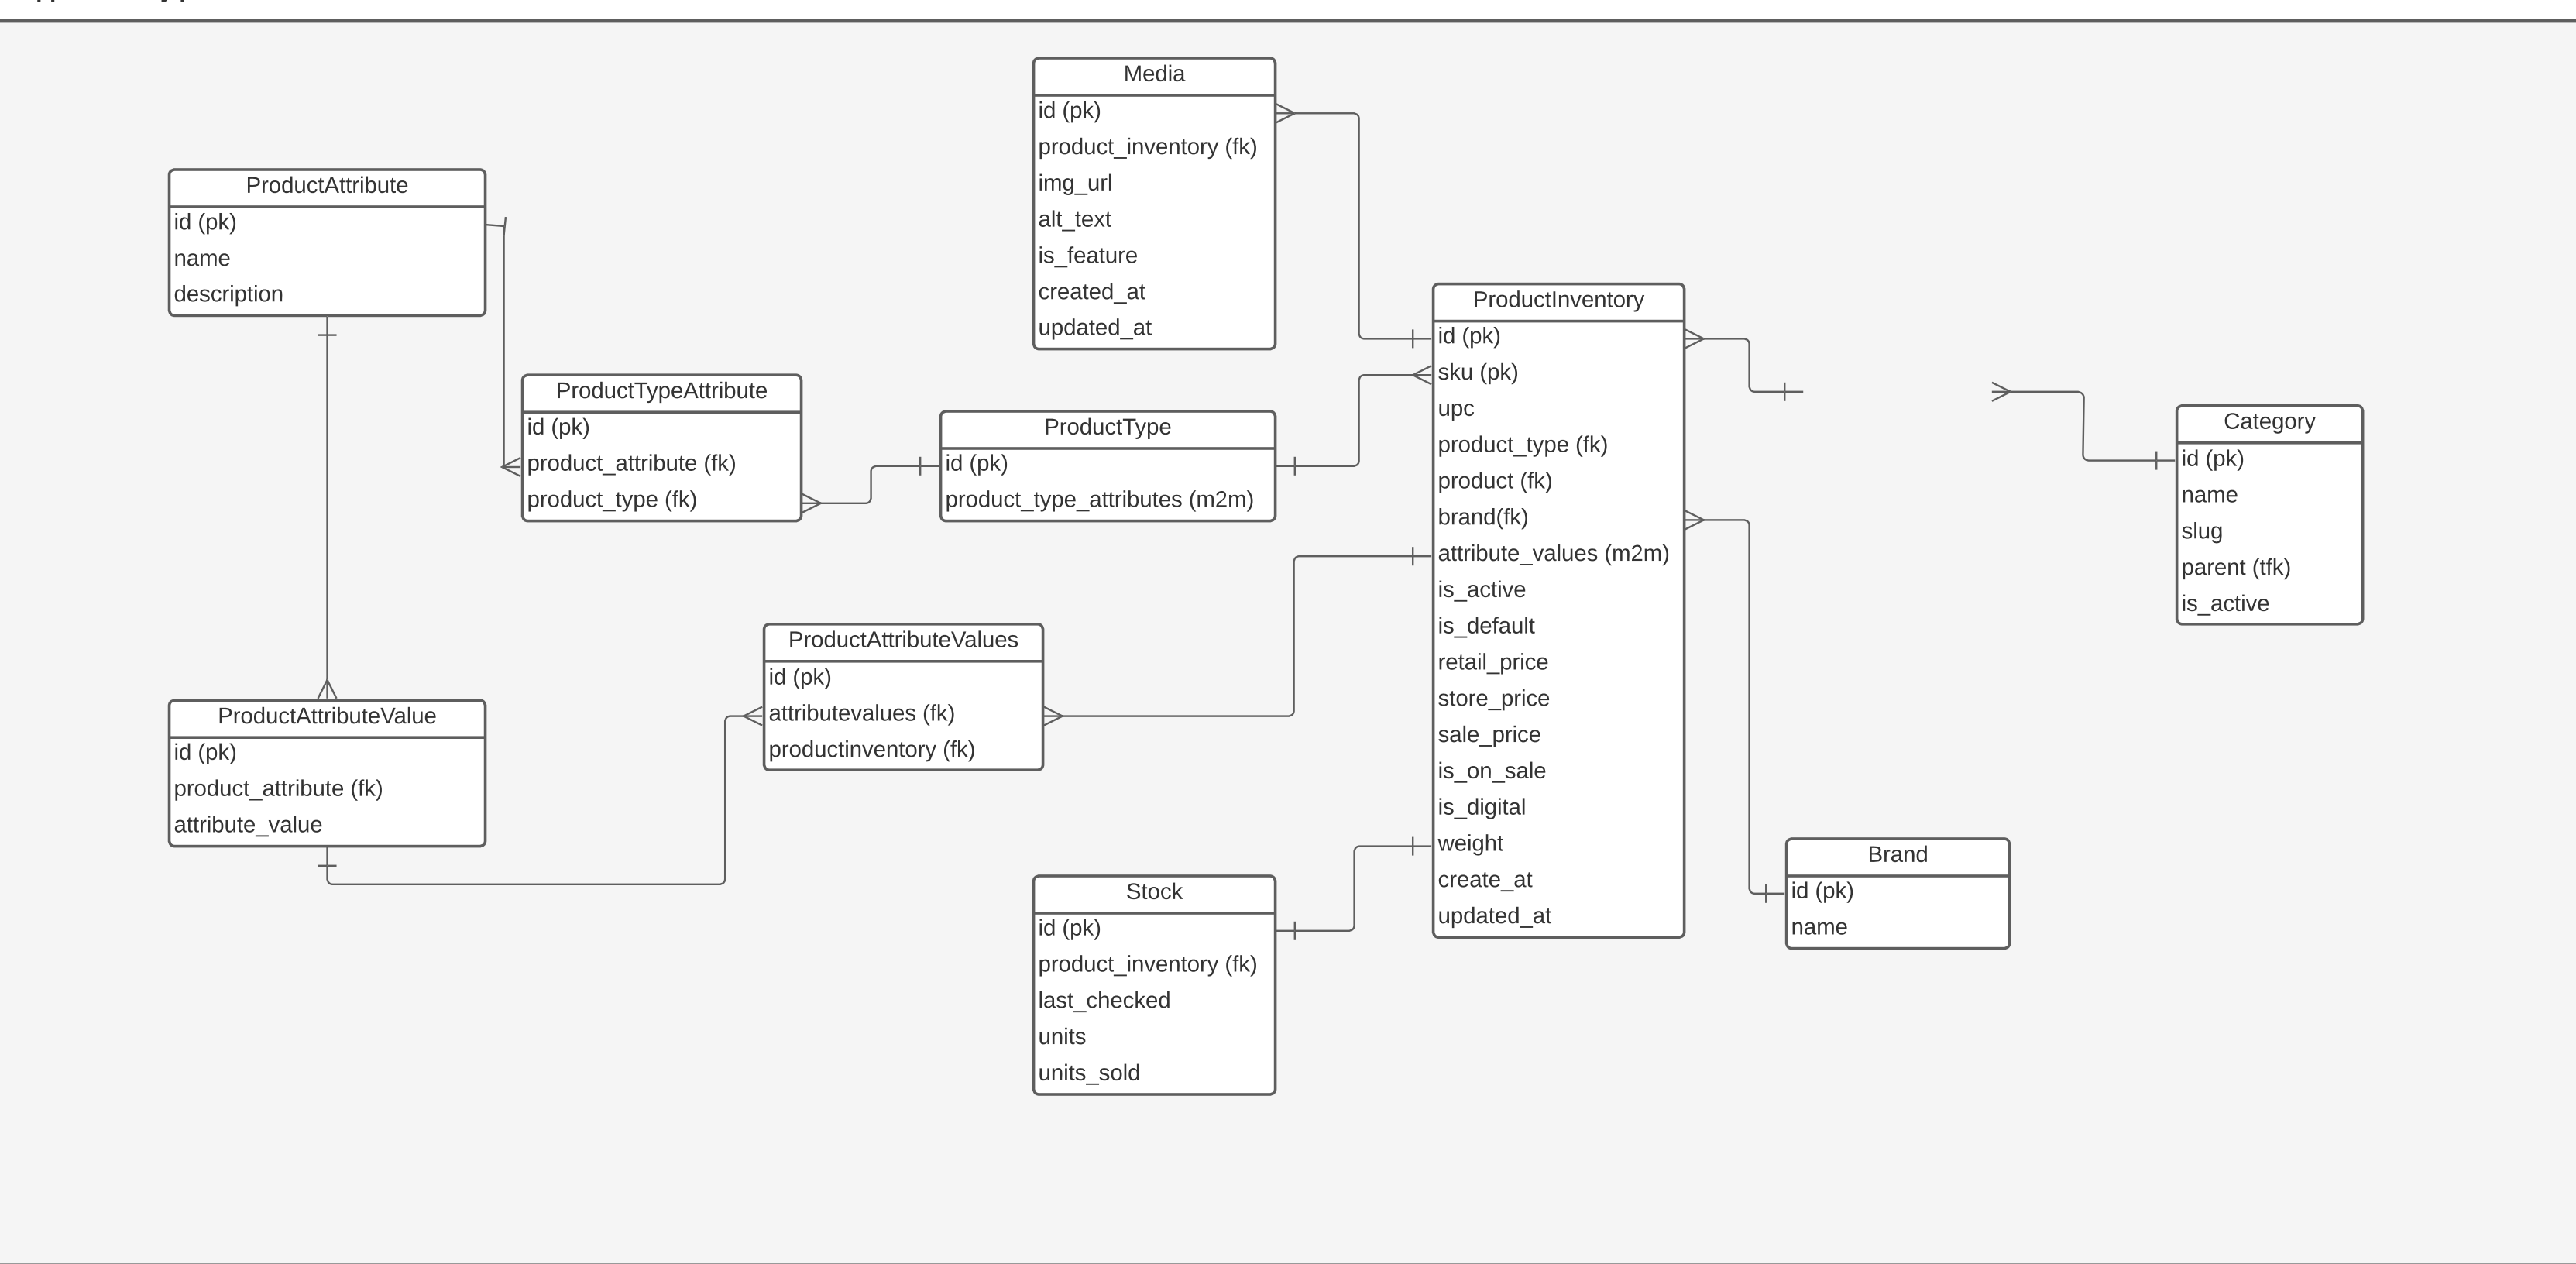 Media
id (pk)
product_inventory (fk)
img_url
alt_text
is_feature
created_at
updated_at
ProductAttribute
id (pk)
name
description
ProductInventory
id (pk)
sku (pk)
upc
product_type (fk)
product (fk)
brand(fk)
attribute_values (m2m)
is_active
is_default
retail_price
store_price
sale_price
is_on_sale
is_digital
weight
create_at
updated_at
ProductTypeAttribute
id (pk)
product_attribute (fk)
product_type (fk)
ProductType
id (pk)
product_type_attributes (m2m)
Category
id (pk)
name
slug
parent (tfk)
is_active
ProductAttributeValues
id (pk)
attributevalues (fk)
productinventory (fk)
ProductAttributeValue
id (pk)
product_attribute (fk)
attribute_value
Stock
id (pk)
product_inventory (fk)
last_checked
units
units_sold
Brand
id (pk)
name